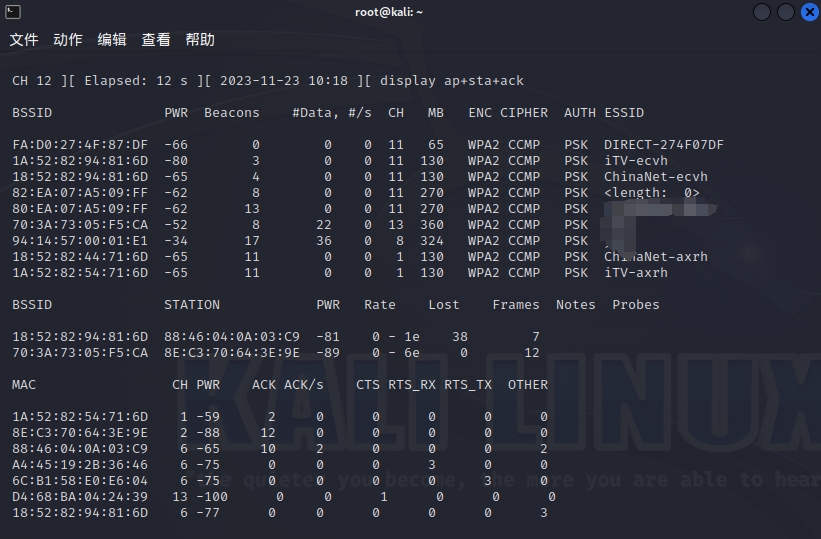 root@kali: ~
文件 动作 编辑 查看 帮助
CH 12 ][ Elapsed: 12 s ][ 2023-11-23 10:18 ][ display ap+sta+ack
BSSID PWR Beacons #Data, #/s CH MB ENC CIPHER AUTH ESSID
FA:D0:27:4F:87:DF -66 0 0 0 11 65 WPA2 CCMP PSK DIRECT-274F07DF
1A:52:82:94:81:6D -80 3 0 0 11 130 WPA2 CCMP PSK iTV-ecvh
18:52:82:94:81:6D -65 4 0 0 11 130 WPA2 CCMP PSK ChinaNet-ecvh
82:EA:07:A5:09:FF -62 8 0 0 11 270 WPA2 CCMP PSK <length: 0>
80:EA:07:A5:09:FF -62 13 0 0 11 270 WPA2 CCMP PSK
70:3A:73:05:F5:CA -52 8 22 0 13 360 WPA2 CCMP PSK
94:14:57:00:01:E1 -34 17 36 0 8 324 WPA2 CCMP PSK
18:52:82:44:71:6D -65 11 0 0 1 130 WPA2 CCMP PSK ChinaNet-axrh
1A:52:82:54:71:6D -65 11 0 0 1 130 WPA2 CCMP PSK iTV-axrh
BSSID STATION PWR Rate Lost Frames Notes Probes
18:52:82:94:81:6D 88:46:04:0A:03:C9 -81 0 - 1e 38 7
70:3A:73:05:F5:CA 8E:C3:70:64:3E:9E -89 0 - 6e 0 12
MAC CH PWR ACK ACK/s CTS RTS_RX RTS_TX OTHER
1A:52:82:54:71:6D 1 -59 2 0 0 0 0 0
8E:C3:70:64:3E:9E 2 -88 12 0 0 0 0 0
88:46:04:0A:03:C9 6 -65 10 2 0 0 0 2
A4:45:19:2B:36:46 6 -75 0 0 0 3 0 0
6C:B1:58:E0:E6:04 6 -75 0 0 0 0 3 0
D4:68:BA:04:24:39 13 -100 0 0 1 0 0 0
18:52:82:94:81:6D 6 -77 0 0 0 0 0 3
KALI LINUX
you become, the more you are able to hear